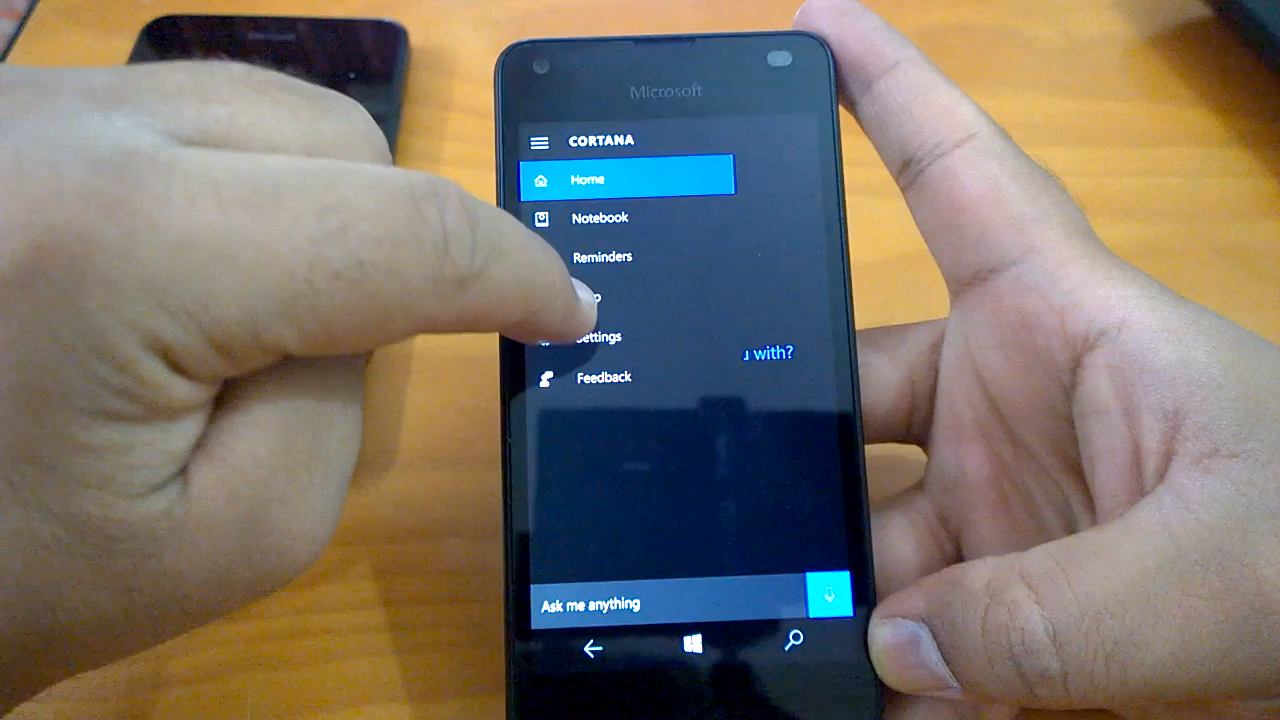 Microsoft
CORTANA
Home
Notebook
Reminders
Settings
with?
Feedback
Ask me anything